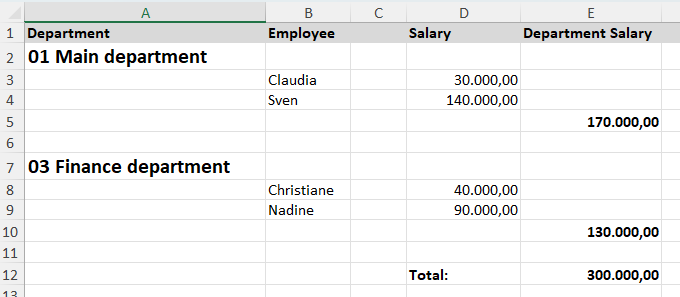 A B C D E
1 Department Employee Salary Department Salary
2 01 Main department
3 Claudia 30.000,00
4 Sven 140.000,00
5 170.000,00
6
7 03 Finance department
8 Christiane 40.000,00
9 Nadine 90.000,00
10 130.000,00
11
12 Total: 300.000,00
13